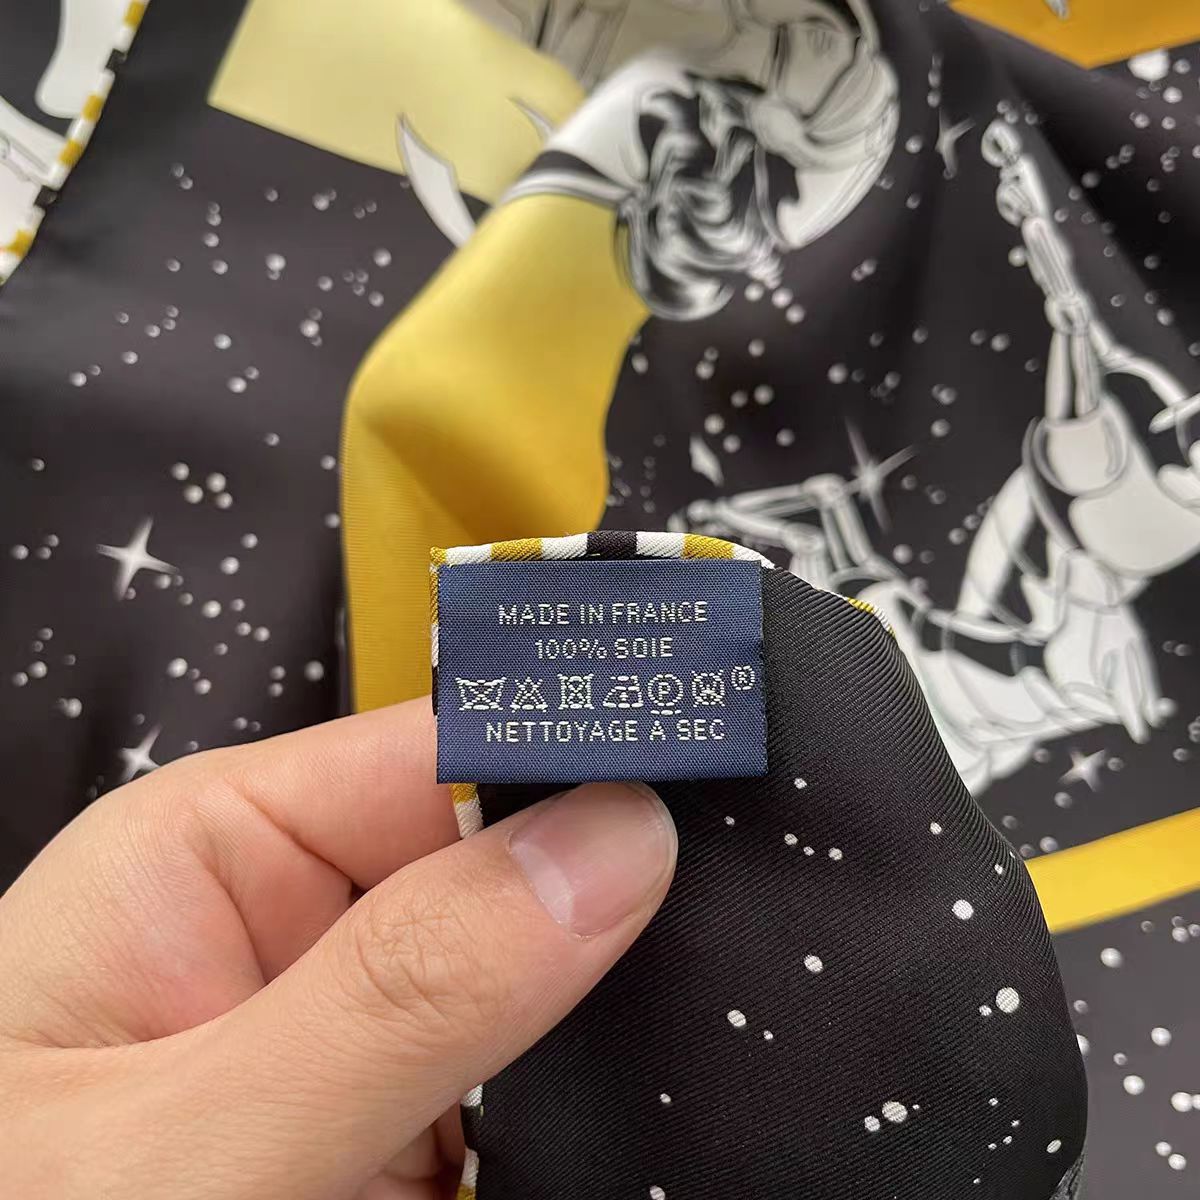 MADE IN FRANCE
100% SOIE
P ®
NETTOYAGE A SEC